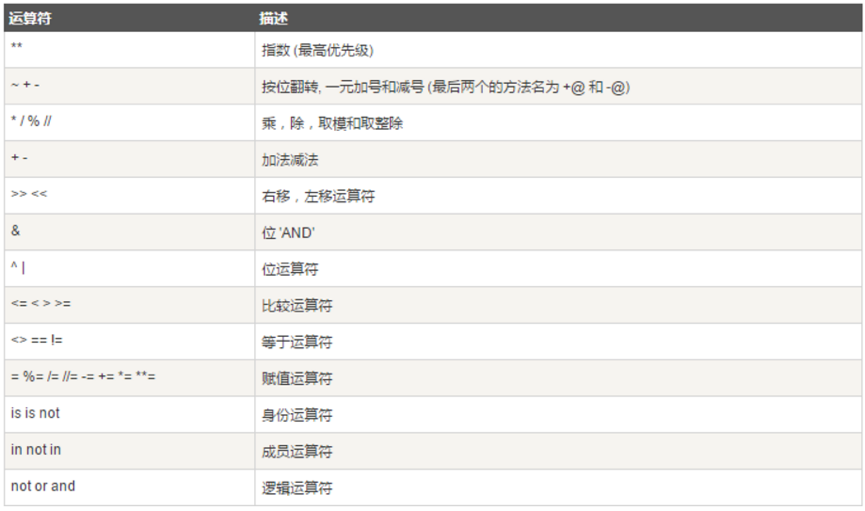 运算符 描述
** 指数 (最高优先级)
~ + - 按位翻转, 一元加号和减号 (最后两个的方法名为 +@ 和 -@)
* / % // 乘，除，取模和取整除
+ - 加法减法
>> << 右移，左移运算符
& 位 'AND'
^ | 位运算符
<= < > >= 比较运算符
<> == != 等于运算符
= %= /= //= -= += *= **= 赋值运算符
is is not 身份运算符
in not in 成员运算符
not or and 逻辑运算符